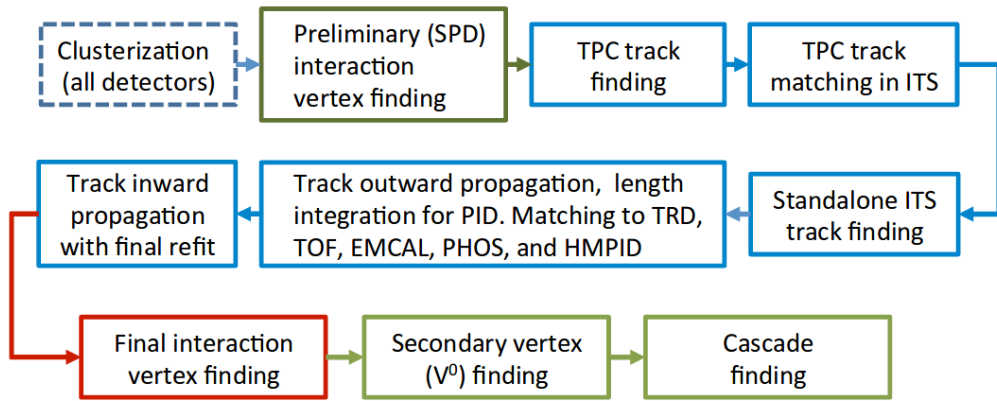 Clusterization
(all detectors)
Preliminary (SPD)
interaction
vertex finding
TPC track
finding
TPC track
matching in ITS
Track inward
propagation
with final refit
Track outward propagation, length
integration for PID. Matching to TRD,
TOF, EMCAL, PHOS, and HMPID
Standalone ITS
track finding
Final interaction
vertex finding
Secondary vertex
(V⁰) finding
Cascade
finding